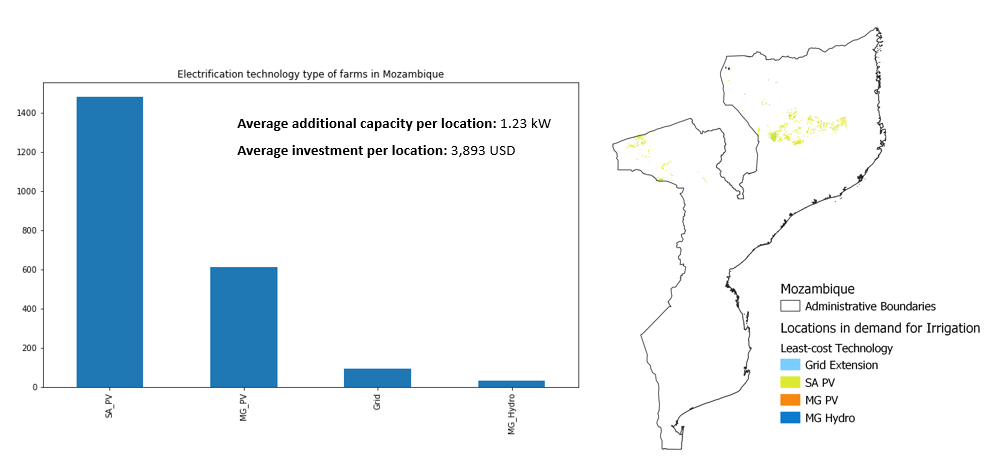 Electrification technology type of farms in Mozambique
Average additional capacity per location: 1.23 kW
Average investment per location: 3,893 USD
1400
1200
1000
800
600
400
200
0
SA_PV
MG_PV
Grid
MG_Hydro
Mozambique
Administrative Boundaries
Locations in demand for Irrigation
Least-cost Technology
Grid Extension
SA PV
MG PV
MG Hydro